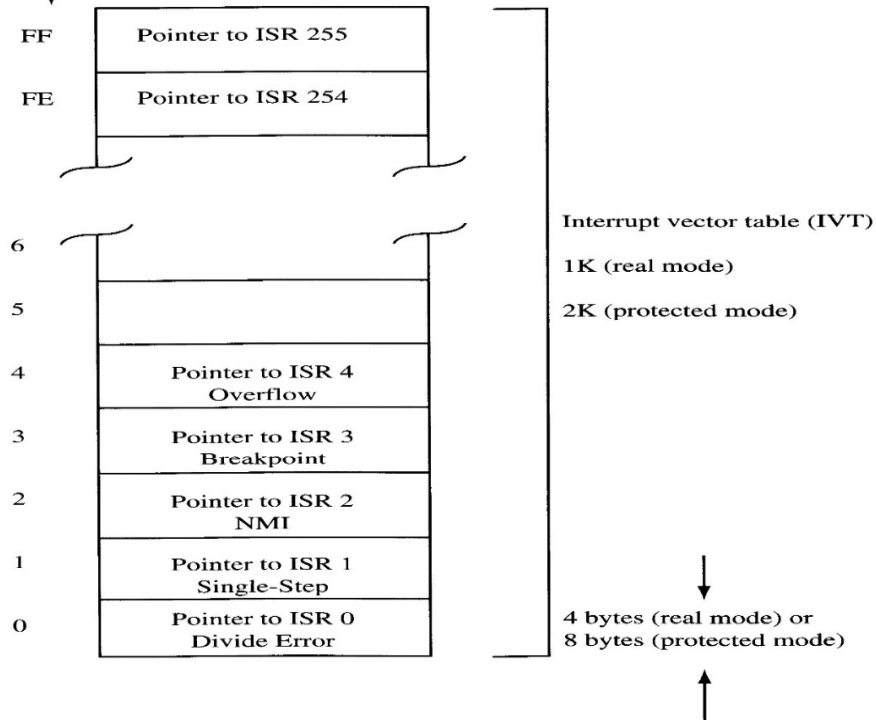 FF Pointer to ISR 255
FE Pointer to ISR 254
Interrupt vector table (IVT)
6
1K (real mode)
5
2K (protected mode)
4 Pointer to ISR 4
Overflow
3 Pointer to ISR 3
Breakpoint
2 Pointer to ISR 2
NMI
1 Pointer to ISR 1
Single-Step
0 Pointer to ISR 0
Divide Error
4 bytes (real mode) or
8 bytes (protected mode)